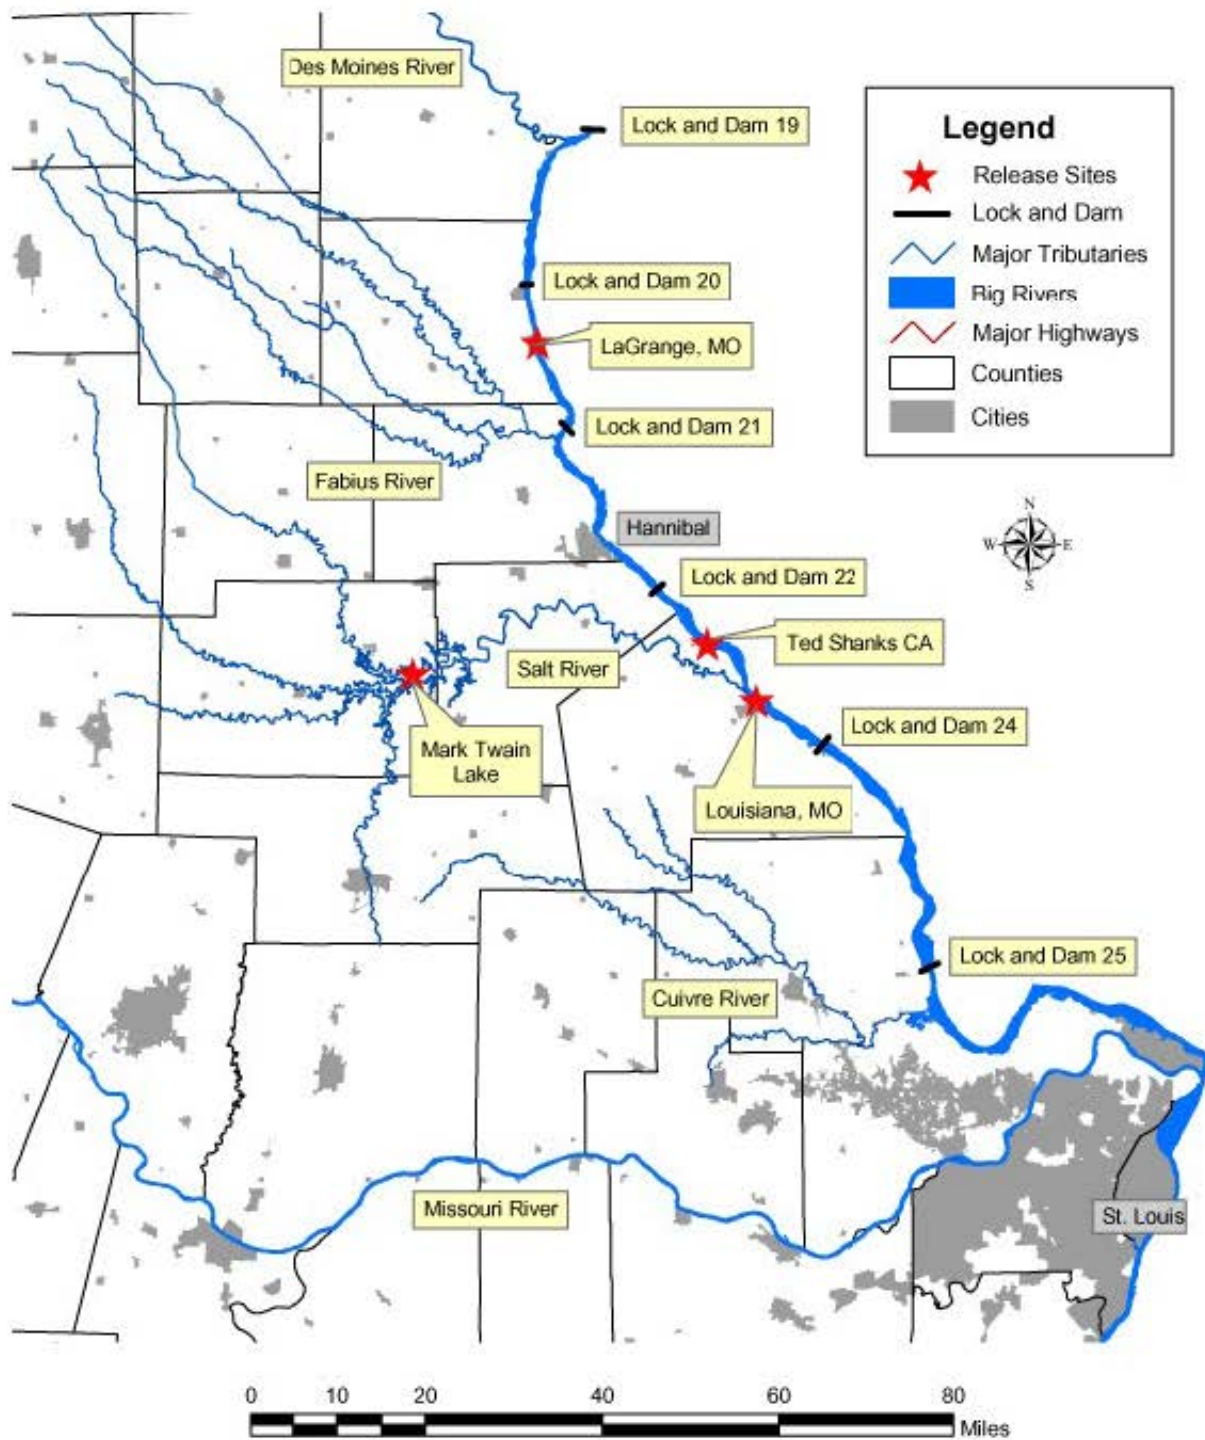 Des Moines River
Lock and Dam 19
Legend
Release Sites
Lock and Dam
Major Tributaries
Big Rivers
Major Highways
Counties
Cities
Lock and Dam 20
LaGrange, MO
Lock and Dam 21
Fabius River
Hannibal
N
W
E
S
Lock and Dam 22
Ted Shanks CA
Salt River
Lock and Dam 24
Mark Twain
Lake
Louisiana, MO
Lock and Dam 25
Cuivre River
Missouri River
St. Louis
0 10 20 40 60 80
Miles